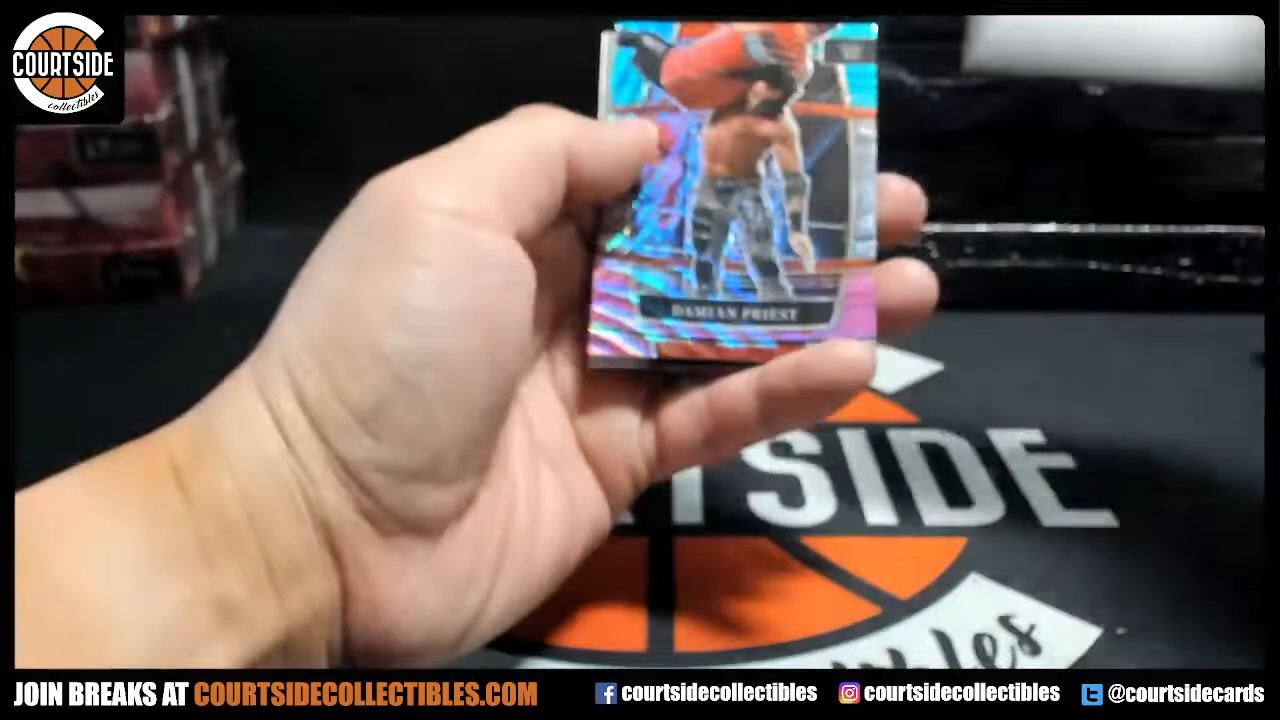 COURTSIDE
collectibles
DAMIAN PRIEST
SIDE
JOIN BREAKS AT COURTSIDECOLLECTIBLES.COM
courtsidecollectibles
courtsidecollectibles
@courtsidecards